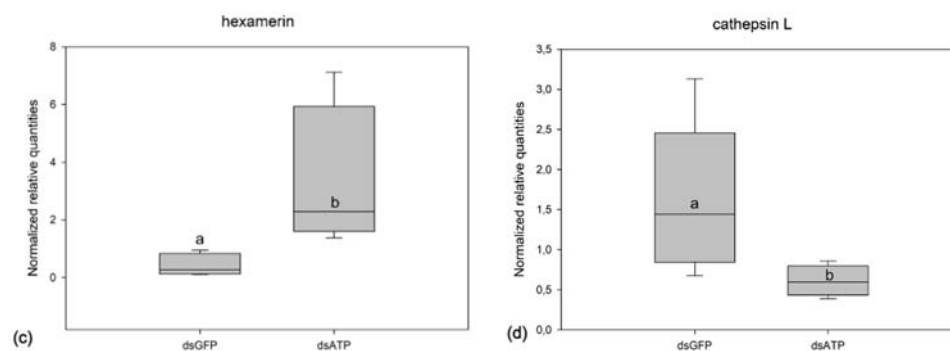 hexamerin
Normalized relative quantities
8
6
4
2
0
a
b
dsGFP dsATP
(c)
cathepsin L
Normalized relative quantities
3,5
3,0
2,5
2,0
1,5
1,0
0,5
0,0
a
b
dsGFP dsATP
(d)